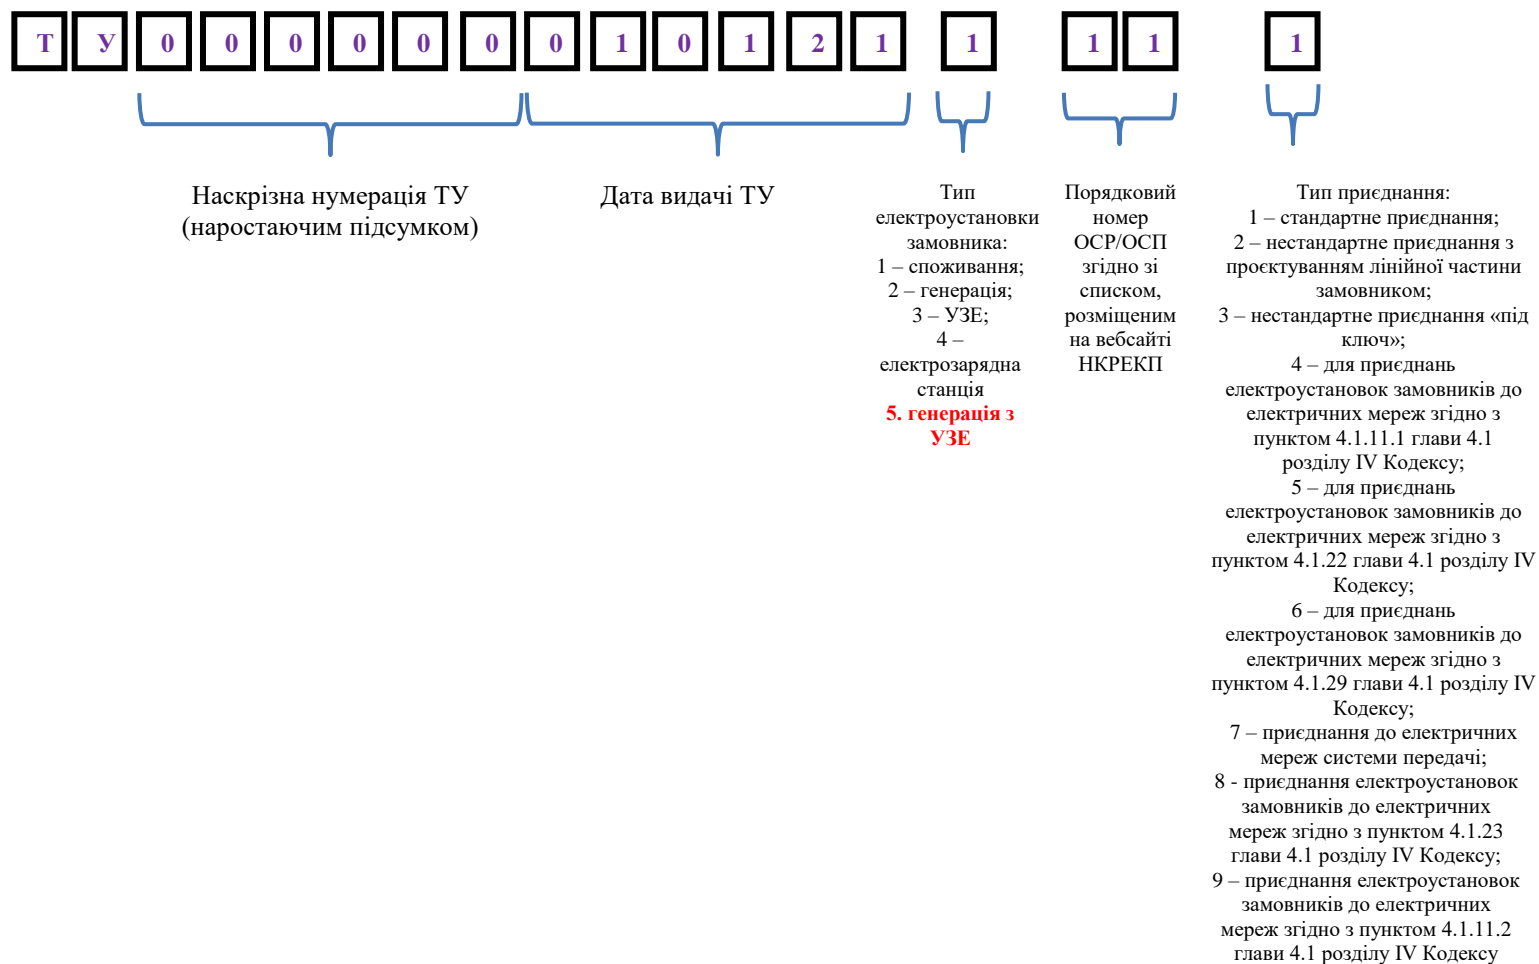 Т У 0 0 0 0 0 0 0 1 0 1 2 1 1 1 1 1
Наскрізна нумерація ТУ
(наростаючим підсумком)
Дата видачі ТУ
Тип
електроустановки
замовника:
1 – споживання;
2 – генерація;
3 – УЗЕ;
4 –
електрозарядна
станція
5. генерація з
УЗЕ
Порядковий
номер
ОСР/ОСП
згідно зі
списком,
розміщеним
на вебсайті
НКРЕКП
Тип приєднання:
1 – стандартне приєднання;
2 – нестандартне приєднання з
проєктуванням лінійної частини
замовником;
3 – нестандартне приєднання «під
ключ»;
4 – для приєднань
електроустановок замовників до
електричних мереж згідно з
пунктом 4.1.11.1 глави 4.1
розділу IV Кодексу;
5 – для приєднань
електроустановок замовників до
електричних мереж згідно з
пунктом 4.1.22 глави 4.1 розділу IV
Кодексу;
6 – для приєднань
електроустановок замовників до
електричних мереж згідно з
пунктом 4.1.29 глави 4.1 розділу IV
Кодексу;
7 – приєднання до електричних
мереж системи передачі;
8 - приєднання електроустановок
замовників до електричних
мереж згідно з пунктом 4.1.23
глави 4.1 розділу IV Кодексу;
9 – приєднання електроустановок
замовників до електричних
мереж згідно з пунктом 4.1.11.2
глави 4.1 розділу IV Кодексу